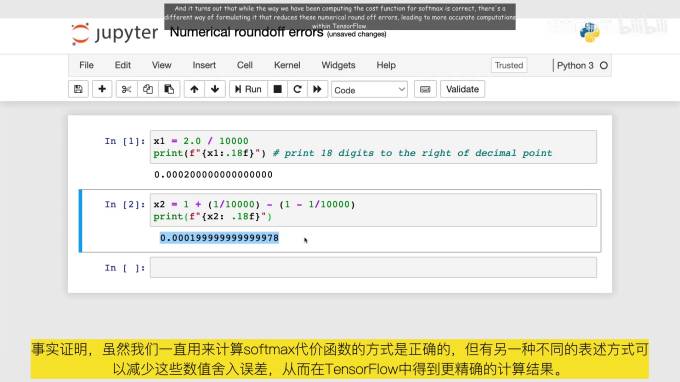 And it turns out that while the way we have been computing the cost function for softmax is correct, there's a
different way of formulating it that reduces these numerical round off errors, leading to more accurate computations
within TensorFlow.
jupyter Numerical roundoff errors (unsaved changes)
bilibili
File Edit View Insert Cell Kernel Widgets Help Trusted Python 3
Run Code Validate
In [1]: x1 = 2.0 / 10000
print(f"{x1:.18f}") # print 18 digits to the right of decimal point
0.000200000000000000
In [2]: x2 = 1 + (1/10000) - (1 - 1/10000)
print(f"{x2: .18f}")
0.000199999999999978
In [ ]:
事实证明，虽然我们一直用来计算softmax代价函数的方式是正确的，但有另一种不同的表述方式可
以减少这些数值舍入误差，从而在TensorFlow中得到更精确的计算结果。